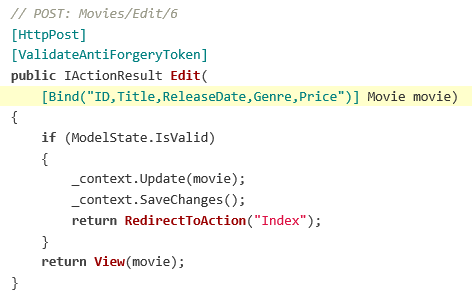 // POST: Movies/Edit/6
[HttpPost]
[ValidateAntiForgeryToken]
public IActionResult Edit(
    [Bind("ID,Title,ReleaseDate,Genre,Price")] Movie movie)
{
    if (ModelState.IsValid)
    {
        _context.Update(movie);
        _context.SaveChanges();
        return RedirectToAction("Index");
    }
    return View(movie);
}